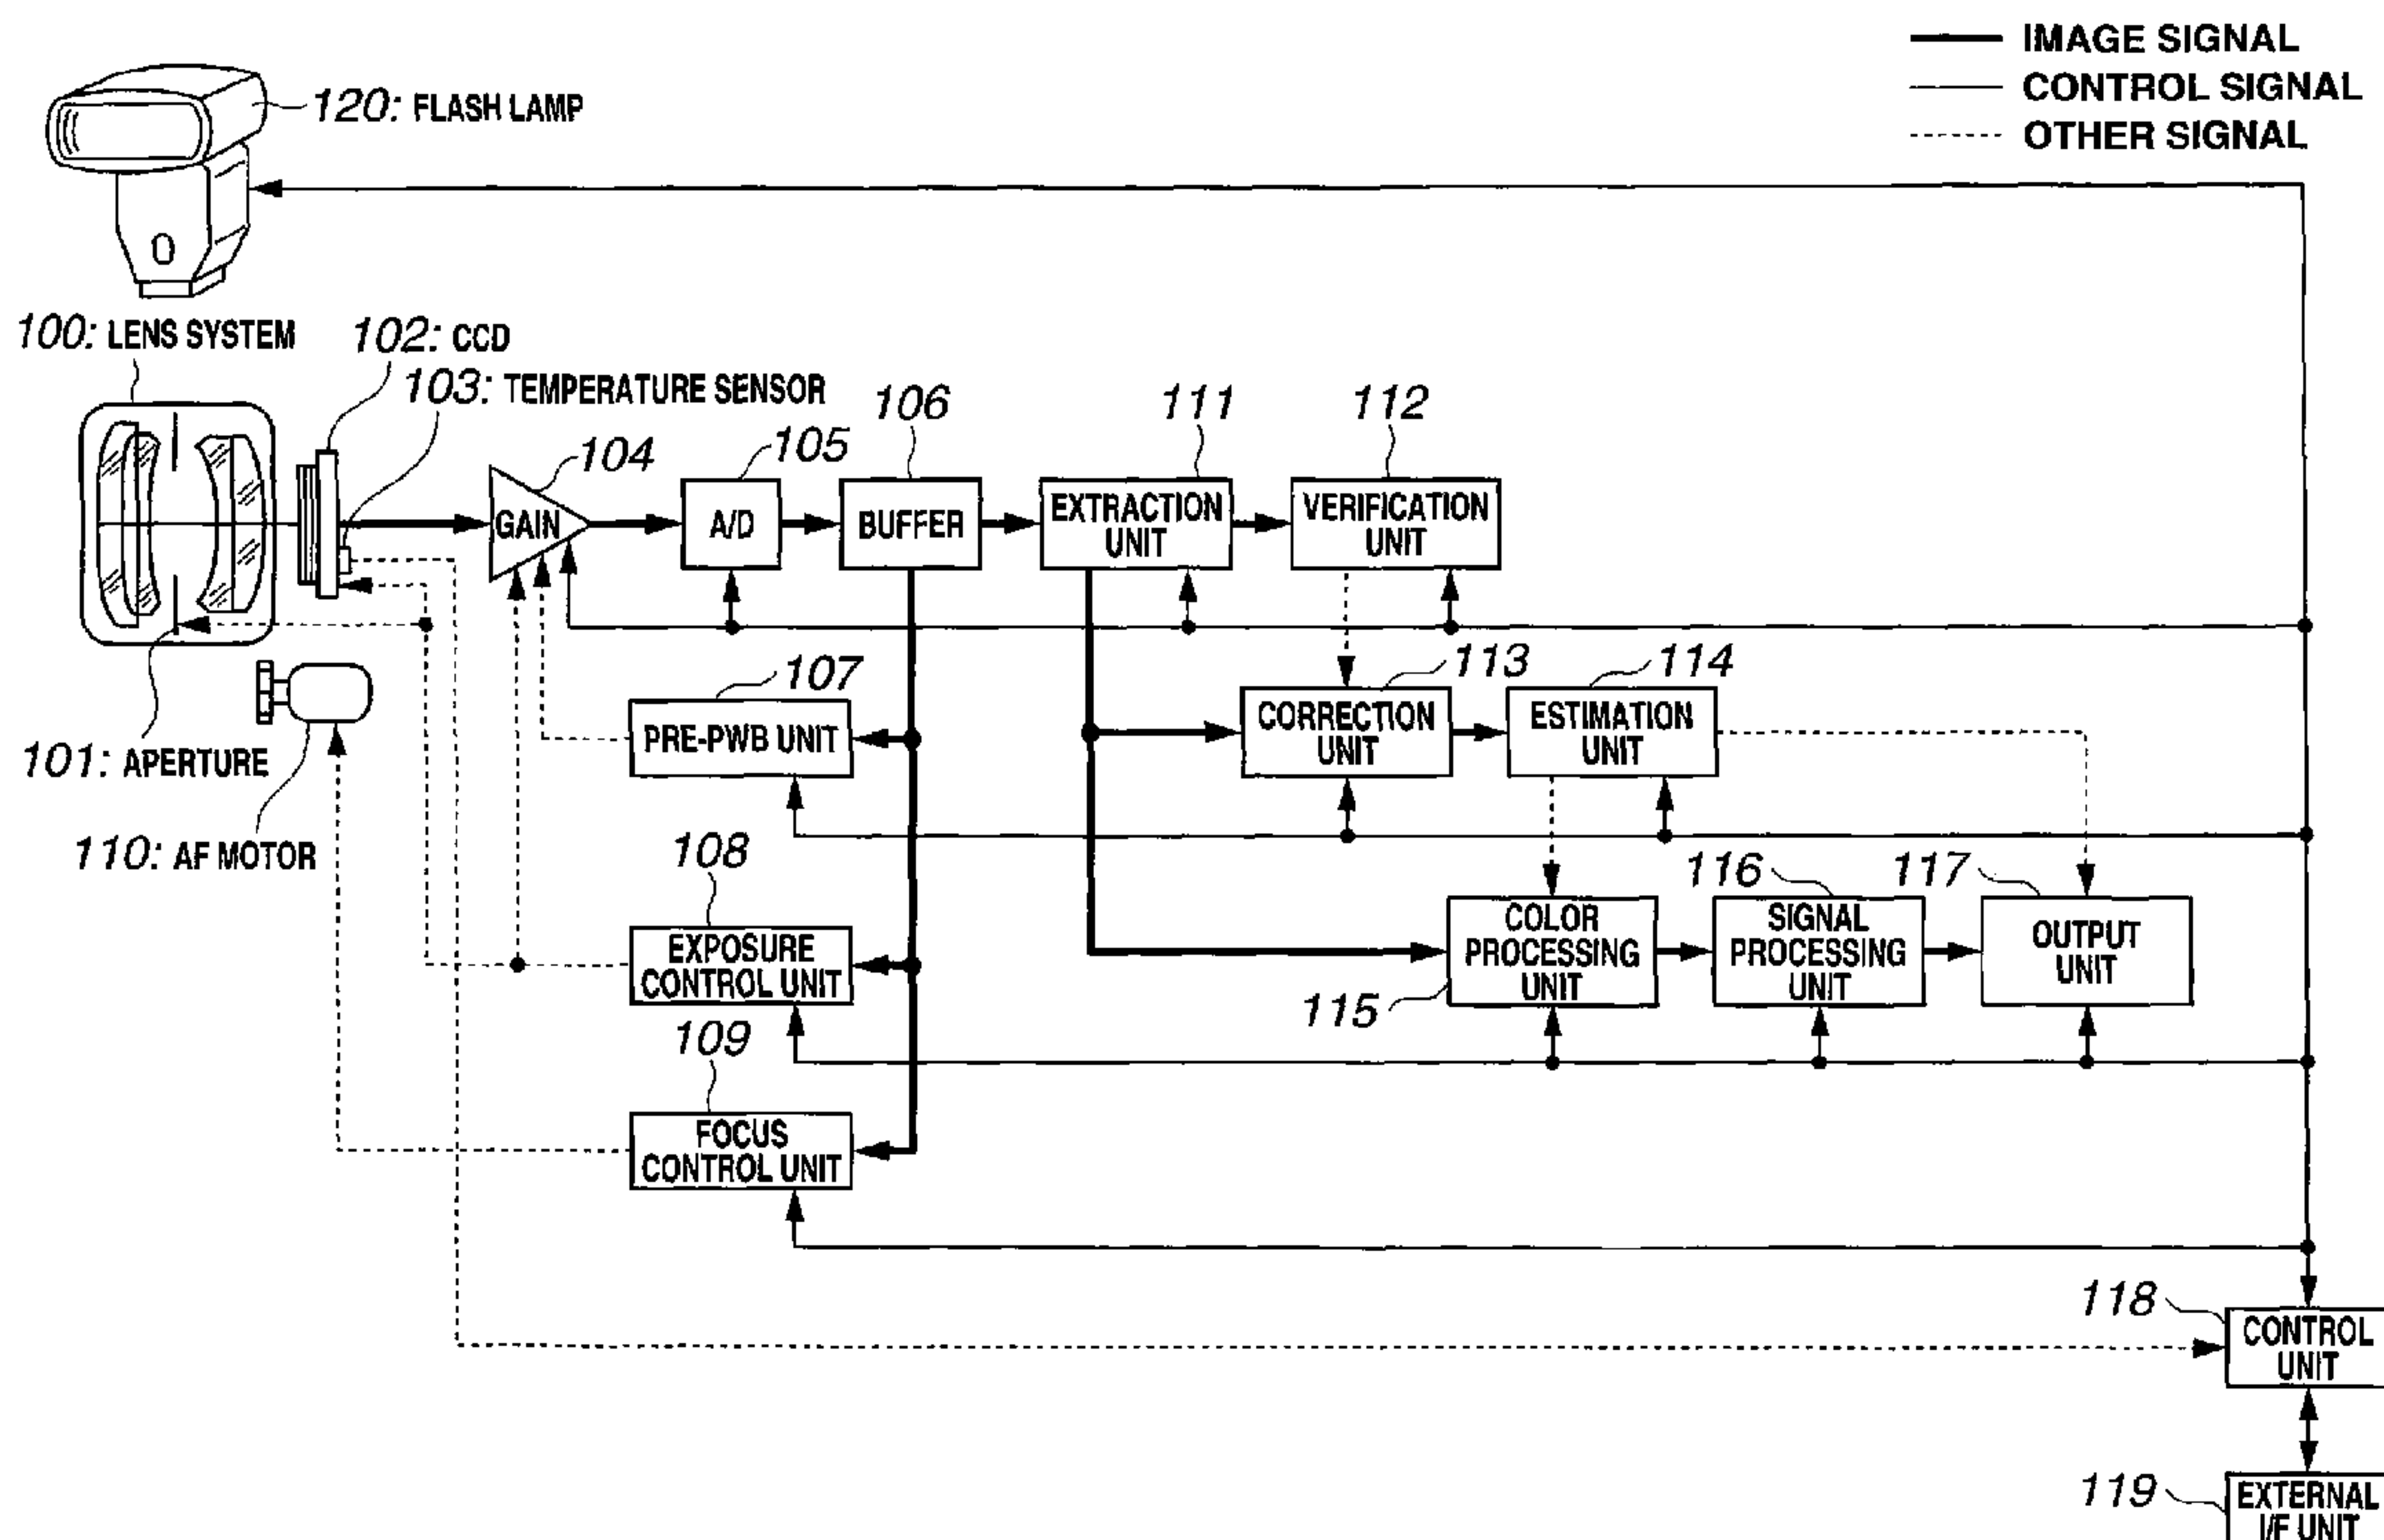 IMAGE SIGNAL
CONTROL SIGNAL
OTHER SIGNAL
120: FLASH LAMP
100: LENS SYSTEM
102: CCD
103: TEMPERATURE SENSOR
104
105
106
111
112
GAIN
A/D
BUFFER
EXTRACTION
UNIT
VERIFICATION
UNIT
107
113
114
PRE-PWB UNIT
CORRECTION
UNIT
ESTIMATION
UNIT
101: APERTURE
110: AF MOTOR
108
116
117
EXPOSURE
CONTROL UNIT
COLOR
PROCESSING
UNIT
SIGNAL
PROCESSING
UNIT
OUTPUT
UNIT
115
109
FOCUS
CONTROL UNIT
118
CONTROL
UNIT
119
EXTERNAL
I/F UNIT